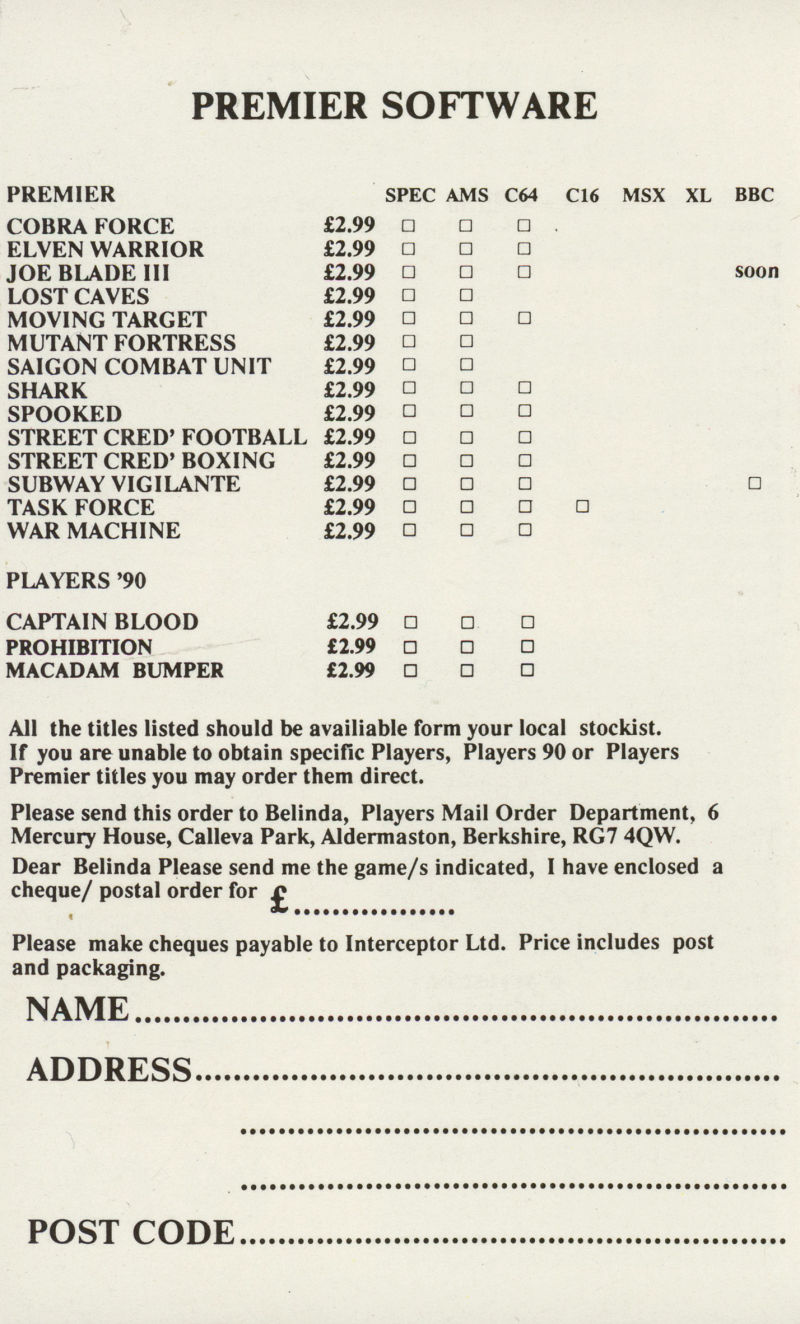 PREMIER SOFTWARE
PREMIER SPEC AMS C64 C16 MSX XL BBC
COBRA FORCE £2.99 □ □ □
ELVEN WARRIOR £2.99 □ □ □
JOE BLADE III £2.99 □ □ □ soon
LOST CAVES £2.99 □ □
MOVING TARGET £2.99 □ □ □
MUTANT FORTRESS £2.99 □ □
SAIGON COMBAT UNIT £2.99 □ □
SHARK £2.99 □ □ □
SPOOKED £2.99 □ □ □
STREET CRED' FOOTBALL £2.99 □ □ □
STREET CRED' BOXING £2.99 □ □ □
SUBWAY VIGILANTE £2.99 □ □ □ □
TASK FORCE £2.99 □ □ □ □
WAR MACHINE £2.99 □ □ □
PLAYERS '90
CAPTAIN BLOOD £2.99 □ □ □
PROHIBITION £2.99 □ □ □
MACADAM BUMPER £2.99 □ □ □
All the titles listed should be availiable form your local stockist.
If you are unable to obtain specific Players, Players 90 or Players
Premier titles you may order them direct.
Please send this order to Belinda, Players Mail Order Department, 6
Mercury House, Calleva Park, Aldermaston, Berkshire, RG7 4QW.
Dear Belinda Please send me the game/s indicated, I have enclosed a
cheque/ postal order for £..................
Please make cheques payable to Interceptor Ltd. Price includes post
and packaging.
NAME....................................................................
ADDRESS..............................................................
..........................................................
..........................................................
POST CODE..........................................................